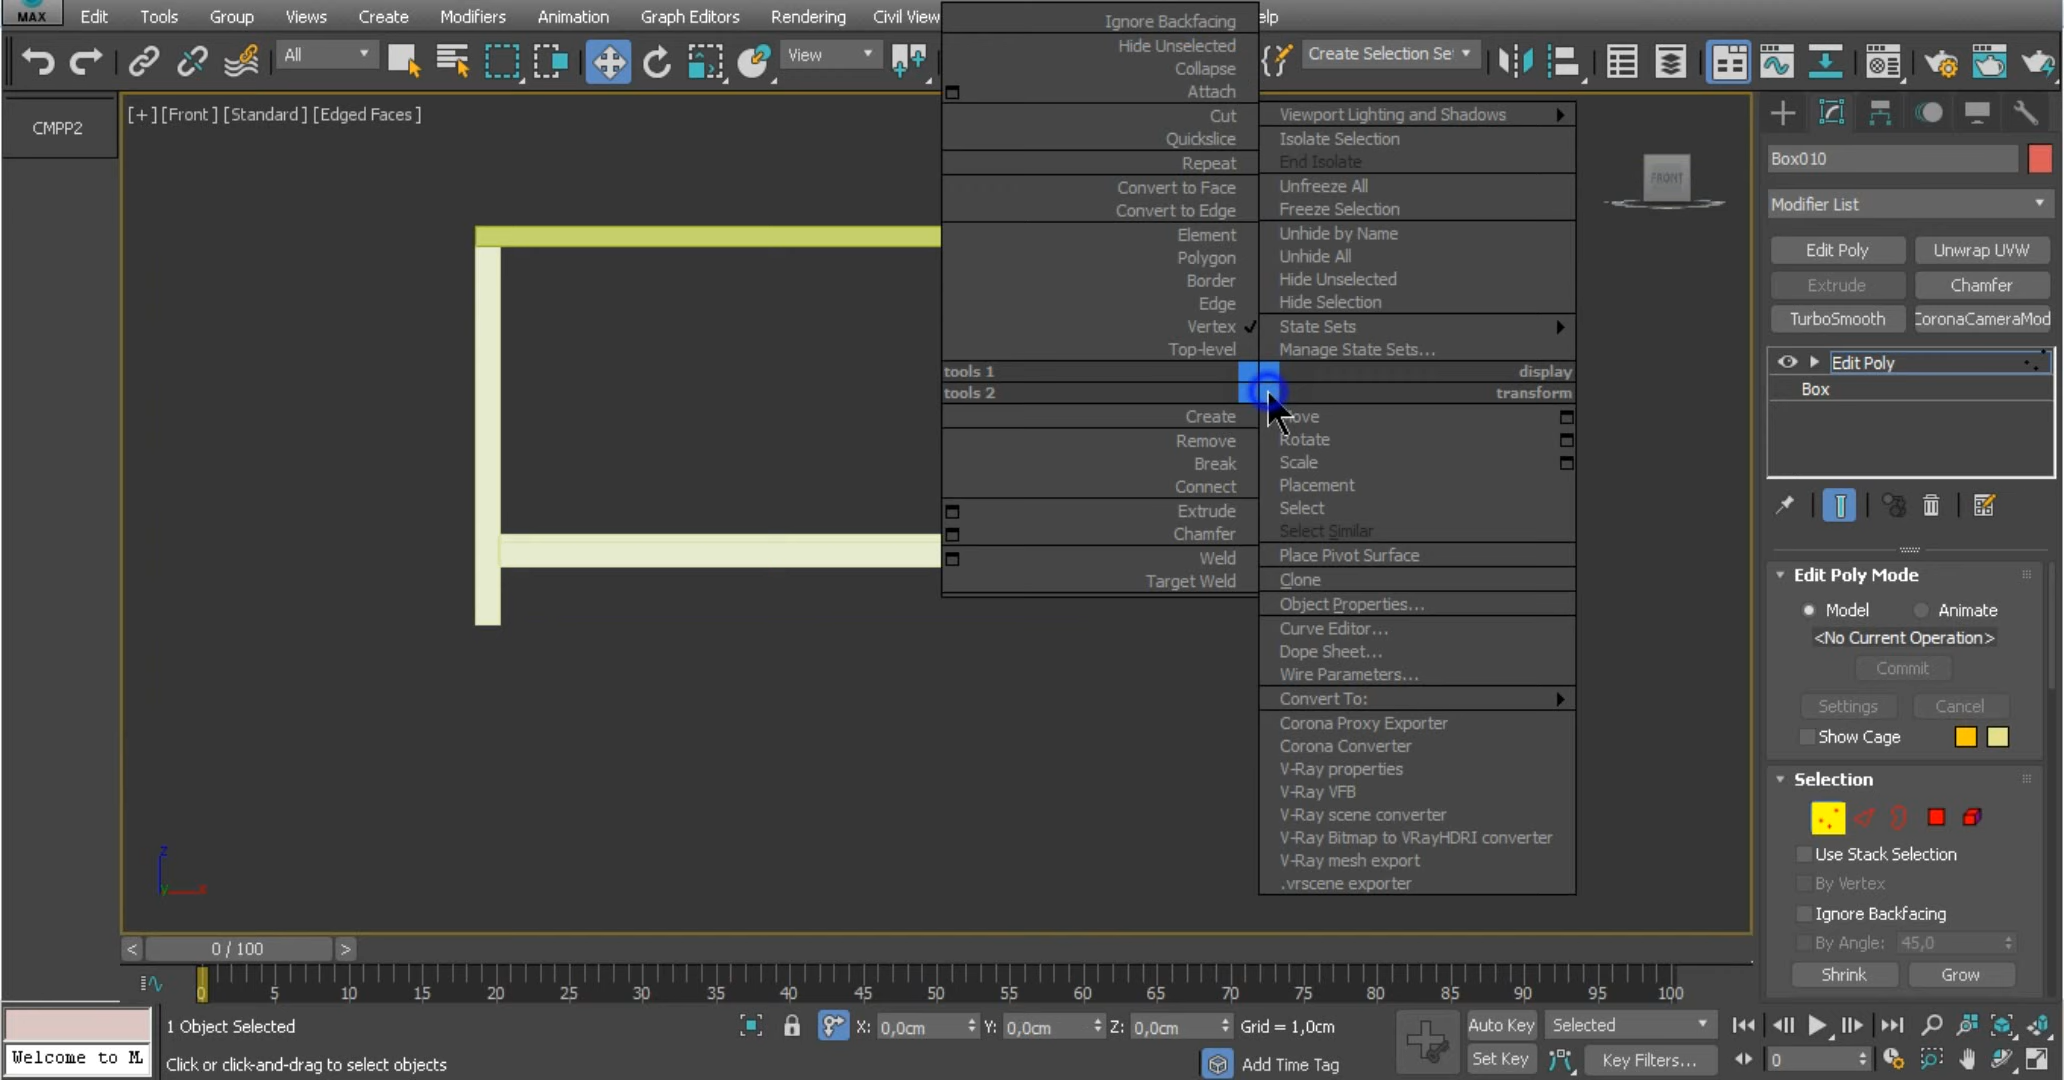 MAX Edit Tools Group Views Create Modifiers Animation Graph Editors Rendering Civil View elp
All View Create Selection Se
CMPP2
[+] [Front ] [Standard ] [Edged Faces ]
Ignore Backfacing
Hide Unselected
Collapse
Attach
Cut
Quickslice
Repeat
Convert to Face
Convert to Edge
Element
Polygon
Border
Edge
Vertex
Top-level
tools 1
tools 2
Create
Remove
Break
Connect
Extrude
Chamfer
Weld
Target Weld
Viewport Lighting and Shadows
Isolate Selection
End Isolate
Unfreeze All
Freeze Selection
Unhide by Name
Unhide All
Hide Unselected
Hide Selection
State Sets
Manage State Sets...
display
transform
ove
Rotate
Scale
Placement
Select
Select Similar
Place Pivot Surface
Clone
Object Properties...
Curve Editor...
Dope Sheet...
Wire Parameters...
Convert To:
Corona Proxy Exporter
Corona Converter
V-Ray properties
V-Ray VFB
V-Ray scene converter
V-Ray Bitmap to VRayHDRI converter
V-Ray mesh export
.vrscene exporter
FRONT
Box010
Modifier List
Edit Poly Unwrap UVW
Extrude Chamfer
TurboSmooth CoronaCameraMod
Edit Poly
Box
Edit Poly Mode
Model Animate
<No Current Operation>
Commit
Settings Cancel
Show Cage
Selection
Use Stack Selection
By Vertex
Ignore Backfacing
By Angle: 45,0
Shrink Grow
z
y x
< 0 / 100 >
0 5 10 15 20 25 30 35 40 45 50 55 60 65 70 75 80 85 90 95 100
1 Object Selected X: 0,0cm Y: 0,0cm Z: 0,0cm Grid = 1,0cm Auto Key Selected
Welcome to M Click or click-and-drag to select objects Add Time Tag Set Key Key Filters... 0